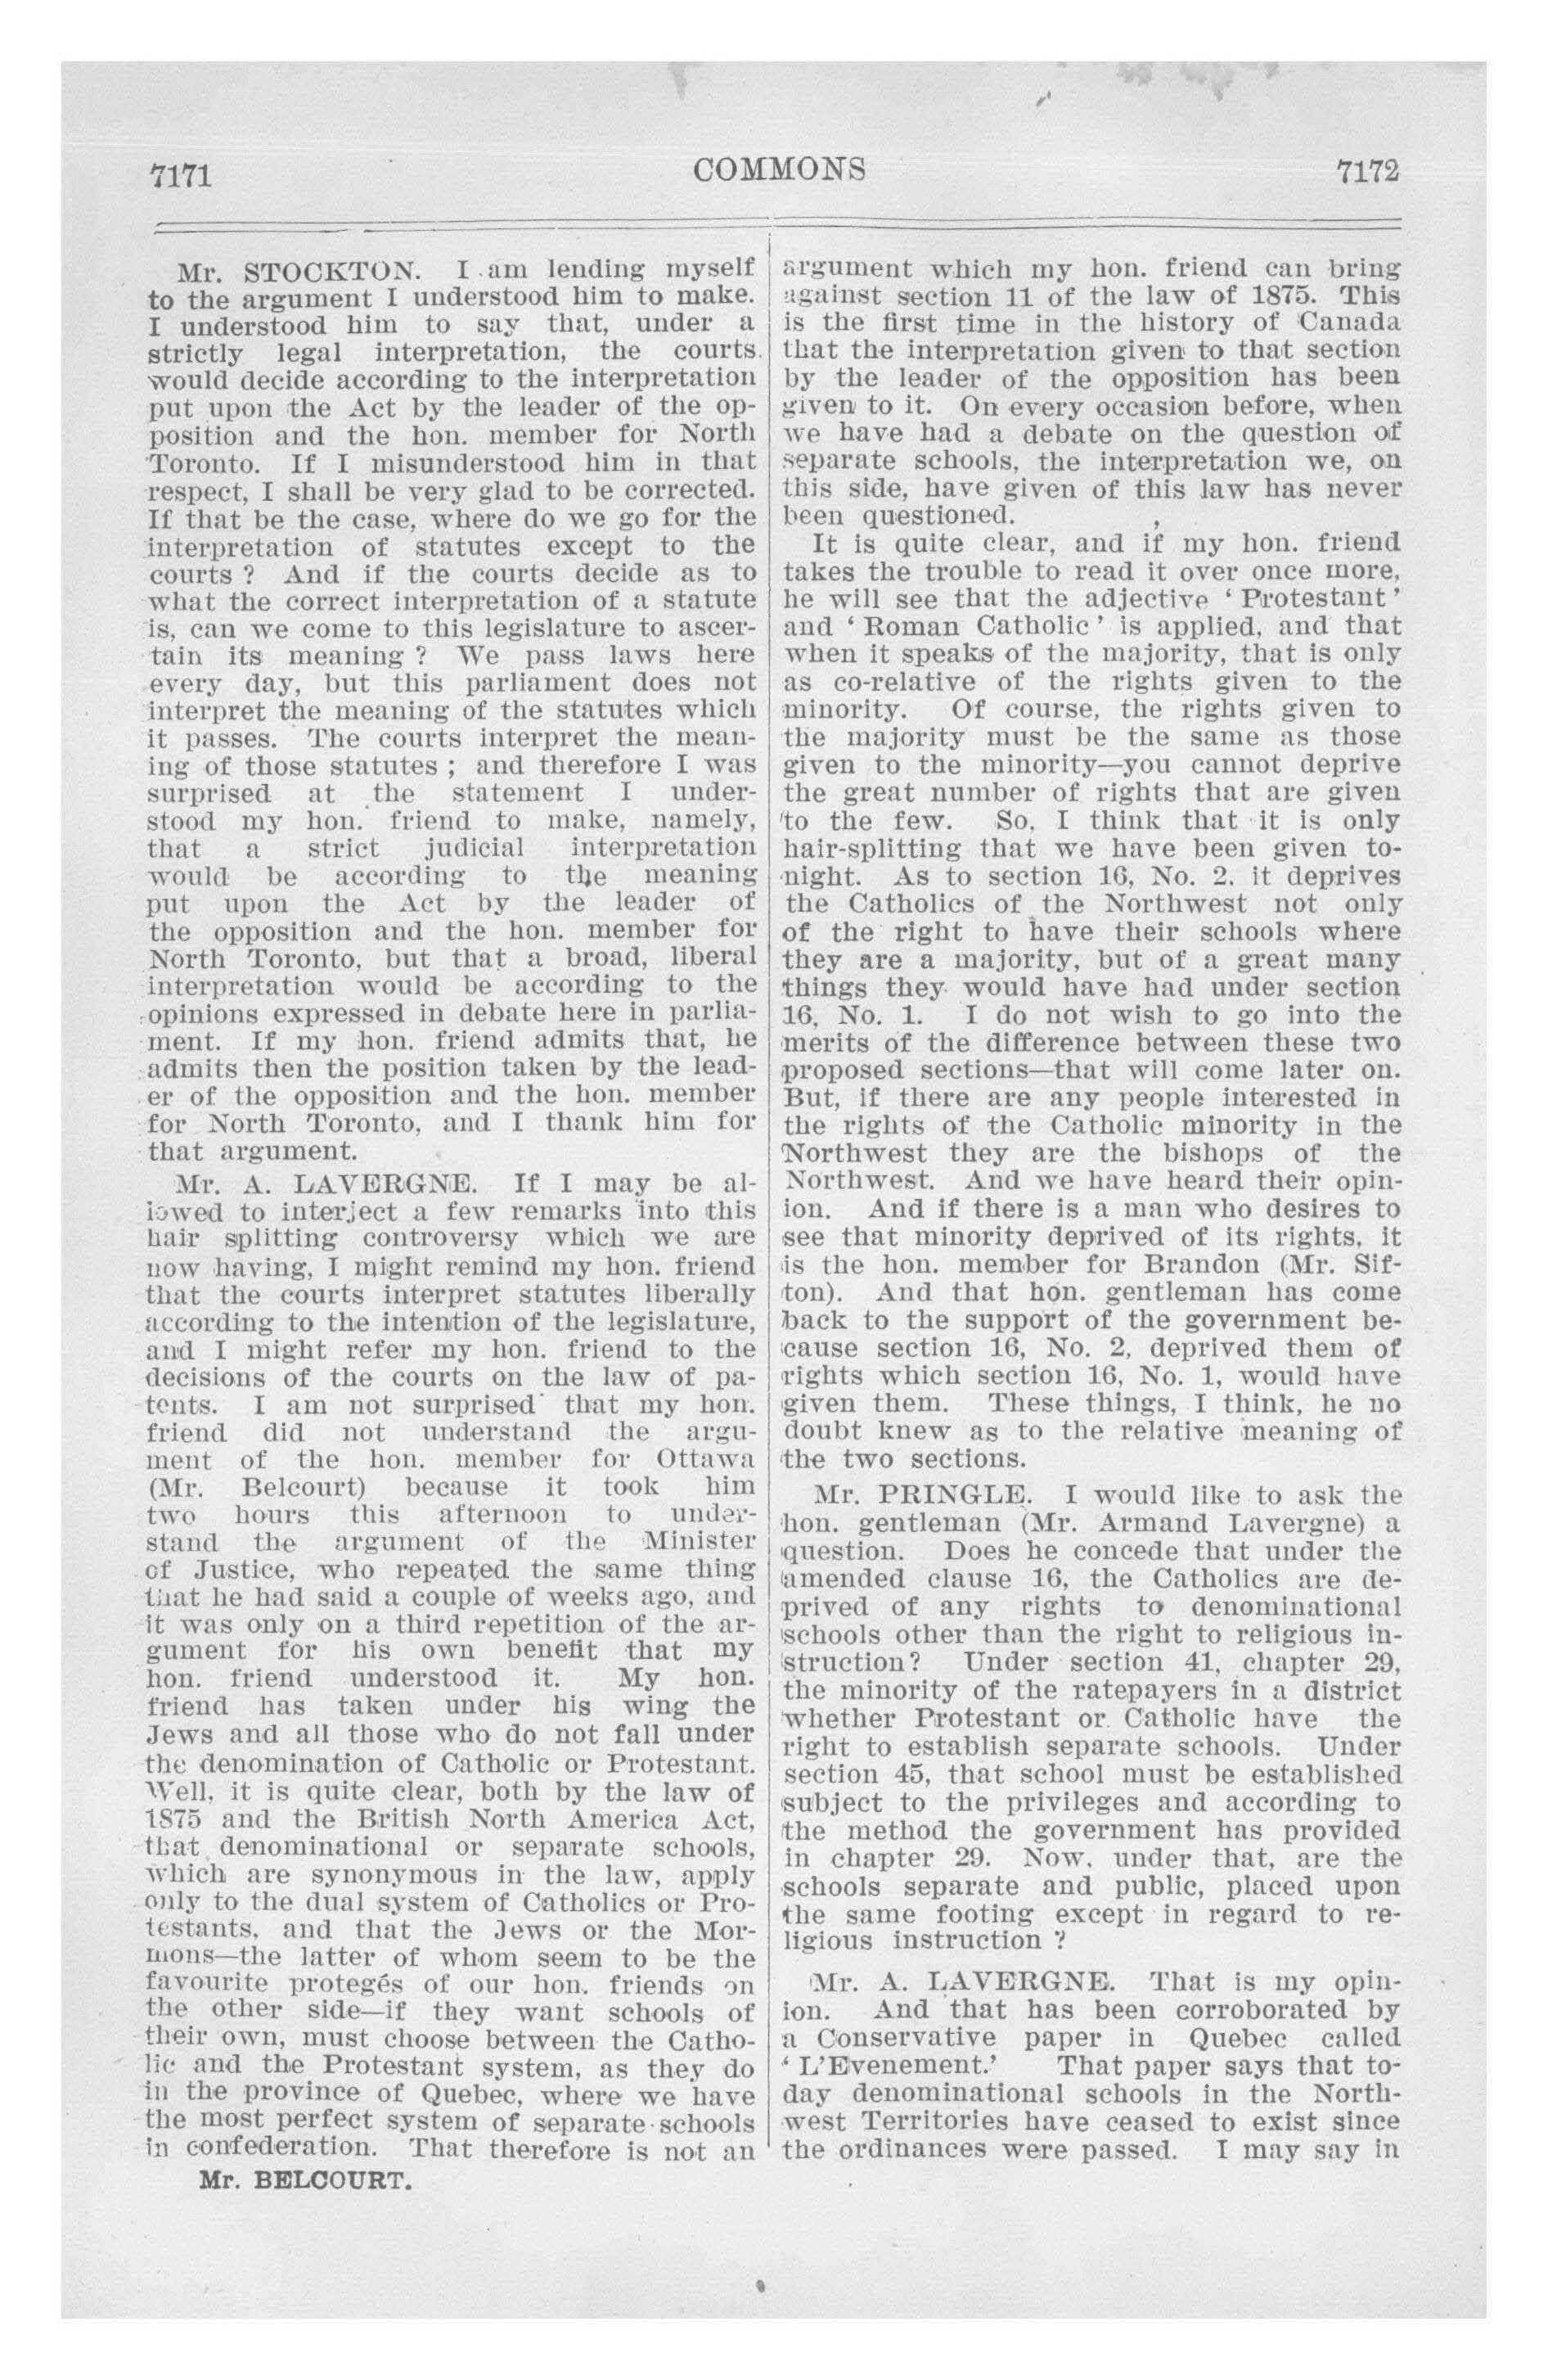 7171
COMMONS
7172
Mr. STOCKTON. I am lending myself
to the argument I understood him to make.
I understood him to say that, under a
strictly legal interpretation, the courts
would decide according to the interpretation
put upon the Act by the leader of the op-
position and the hon. member for North
Toronto. If I misunderstood him in that
respect, I shall be very glad to be corrected.
If that be the case, where do we go for the
interpretation of statutes except to the
courts ? And if the courts decide as to
what the correct interpretation of a statute
is, can we come to this legislature to ascer-
tain its meaning ? We pass laws here
every day, but this parliament does not
interpret the meaning of the statutes which
it passes. The courts interpret the mean-
ing of those statutes ; and therefore I was
surprised at the statement I under-
stood my hon. friend to make, namely,
that a strict judicial interpretation
would be according to the meaning
put upon the Act by the leader of
the opposition and the hon. member for
North Toronto, but that a broad, liberal
interpretation would be according to the
opinions expressed in debate here in parlia-
ment. If my hon. friend admits that, he
admits then the position taken by the lead-
er of the opposition and the hon. member
for North Toronto, and I thank him for
that argument.
Mr. A. LAVERGNE. If I may be al-
lowed to interject a few remarks into this
hair splitting controversy which we are
now having, I might remind my hon. friend
that the courts interpret statutes liberally
according to the intention of the legislature,
and I might refer my hon. friend to the
decisions of the courts on the law of pa-
tents. I am not surprised that my hon.
friend did not understand the argu-
ment of the hon. member for Ottawa
(Mr. Belcourt) because it took him
two hours this afternoon to under-
stand the argument of the Minister
of Justice, who repeated the same thing
that he had said a couple of weeks ago, and
it was only on a third repetition of the ar-
gument for his own benefit that my
hon. friend understood it. My hon.
friend has taken under his wing the
Jews and all those who do not fall under
the denomination of Catholic or Protestant.
Well, it is quite clear, both by the law of
1875 and the British North America Act,
that denominational or separate schools,
which are synonymous in the law, apply
only to the dual system of Catholics or Pro-
testants, and that the Jews or the Mor-
mons—the latter of whom seem to be the
favourite protegés of our hon. friends on
the other side—if they want schools of
their own, must choose between the Catho-
lic and the Protestant system, as they do
in the province of Quebec, where we have
the most perfect system of separate schools
in confederation. That therefore is not an
Mr. BELCOURT.
argument which my hon. friend can bring
against section 11 of the law of 1875. This
is the first time in the history of Canada
that the interpretation given to that section
by the leader of the opposition has been
given to it. On every occasion before, when
we have had a debate on the question of
separate schools, the interpretation we, on
this side, have given of this law has never
been questioned.
It is quite clear, and if my hon. friend
takes the trouble to read it over once more,
he will see that the adjective ‘ Protestant ’
and ‘ Roman Catholic ’ is applied, and that
when it speaks of the majority, that is only
as co-relative of the rights given to the
minority. Of course, the rights given to
the majority must be the same as those
given to the minority—you cannot deprive
the great number of rights that are given
to the few. So, I think that it is only
hair-splitting that we have been given to-
night. As to section 16, No. 2. it deprives
the Catholics of the Northwest not only
of the right to have their schools where
they are a majority, but of a great many
things they would have had under section
16, No. 1. I do not wish to go into the
merits of the difference between these two
proposed sections—that will come later on.
But, if there are any people interested in
the rights of the Catholic minority in the
Northwest they are the bishops of the
Northwest. And we have heard their opin-
ion. And if there is a man who desires to
see that minority deprived of its rights, it
is the hon. member for Brandon (Mr. Sif-
ton). And that hon. gentleman has come
back to the support of the government be-
cause section 16, No. 2, deprived them of
rights which section 16, No. 1, would have
given them. These things, I think, he no
doubt knew as to the relative meaning of
the two sections.
Mr. PRINGLE. I would like to ask the
hon. gentleman (Mr. Armand Lavergne) a
question. Does he concede that under the
amended clause 16, the Catholics are de-
prived of any rights to denominational
schools other than the right to religious in-
struction? Under section 41, chapter 29,
the minority of the ratepayers in a district
whether Protestant or Catholic have the
right to establish separate schools. Under
section 45, that school must be established
subject to the privileges and according to
the method the government has provided
in chapter 29. Now, under that, are the
schools separate and public, placed upon
the same footing except in regard to re-
ligious instruction ?
Mr. A. LAVERGNE. That is my opin-
ion. And that has been corroborated by
a Conservative paper in Quebec called
‘ L'Evenement.’ That paper says that to-
day denominational schools in the North-
west Territories have ceased to exist since
the ordinances were passed. I may say in